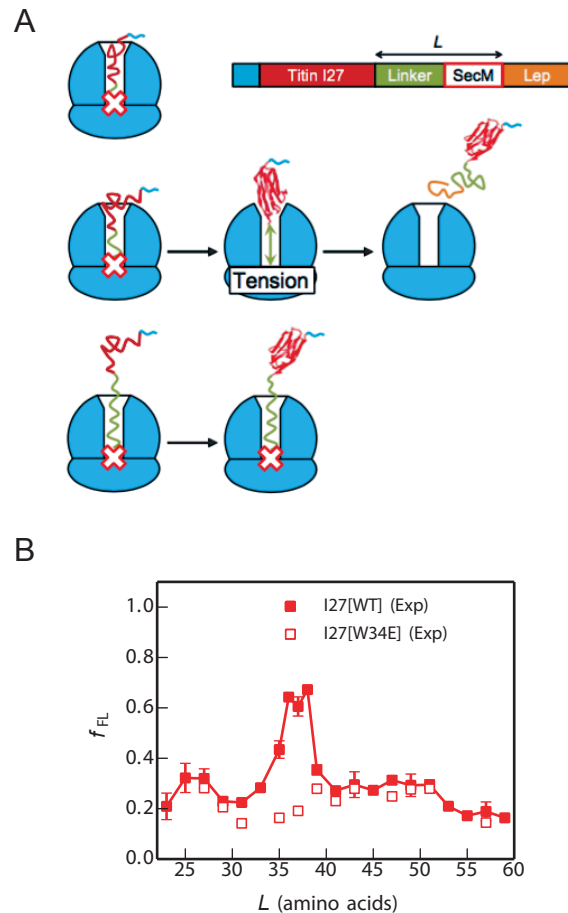 A
L
Titin I27 Linker SecM Lep
Tension
B
I27[WT] (Exp)
I27[W34E] (Exp)
1.0
0.8
0.6
0.4
0.2
0.0
f FL
25 30 35 40 45 50 55 60
L (amino acids)